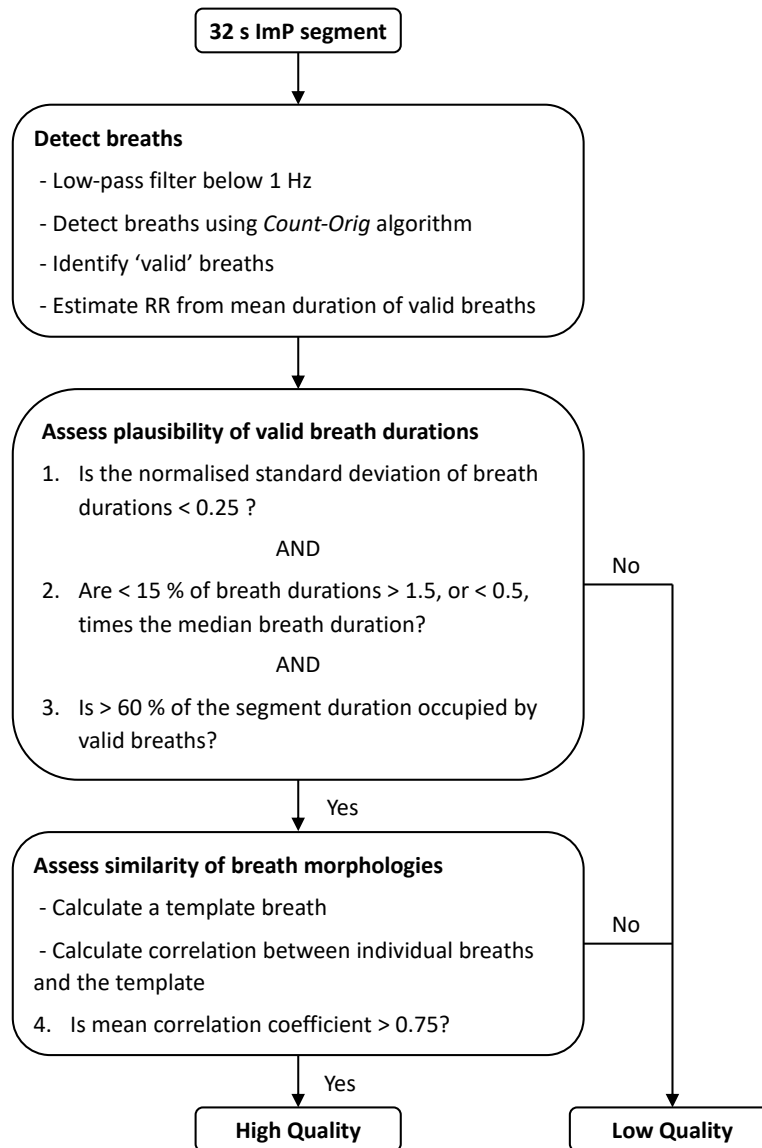 32 s ImP segment
Detect breaths
- Low-pass filter below 1 Hz
- Detect breaths using Count-Orig algorithm
- Identify ‘valid’ breaths
- Estimate RR from mean duration of valid breaths
Assess plausibility of valid breath durations
1. Is the normalised standard deviation of breath
durations < 0.25 ?
AND
2. Are < 15 % of breath durations > 1.5, or < 0.5,
times the median breath duration?
AND
3. Is > 60 % of the segment duration occupied by
valid breaths?
No
Yes
Assess similarity of breath morphologies
- Calculate a template breath
- Calculate correlation between individual breaths
and the template
4. Is mean correlation coefficient > 0.75?
No
Yes
High Quality
Low Quality